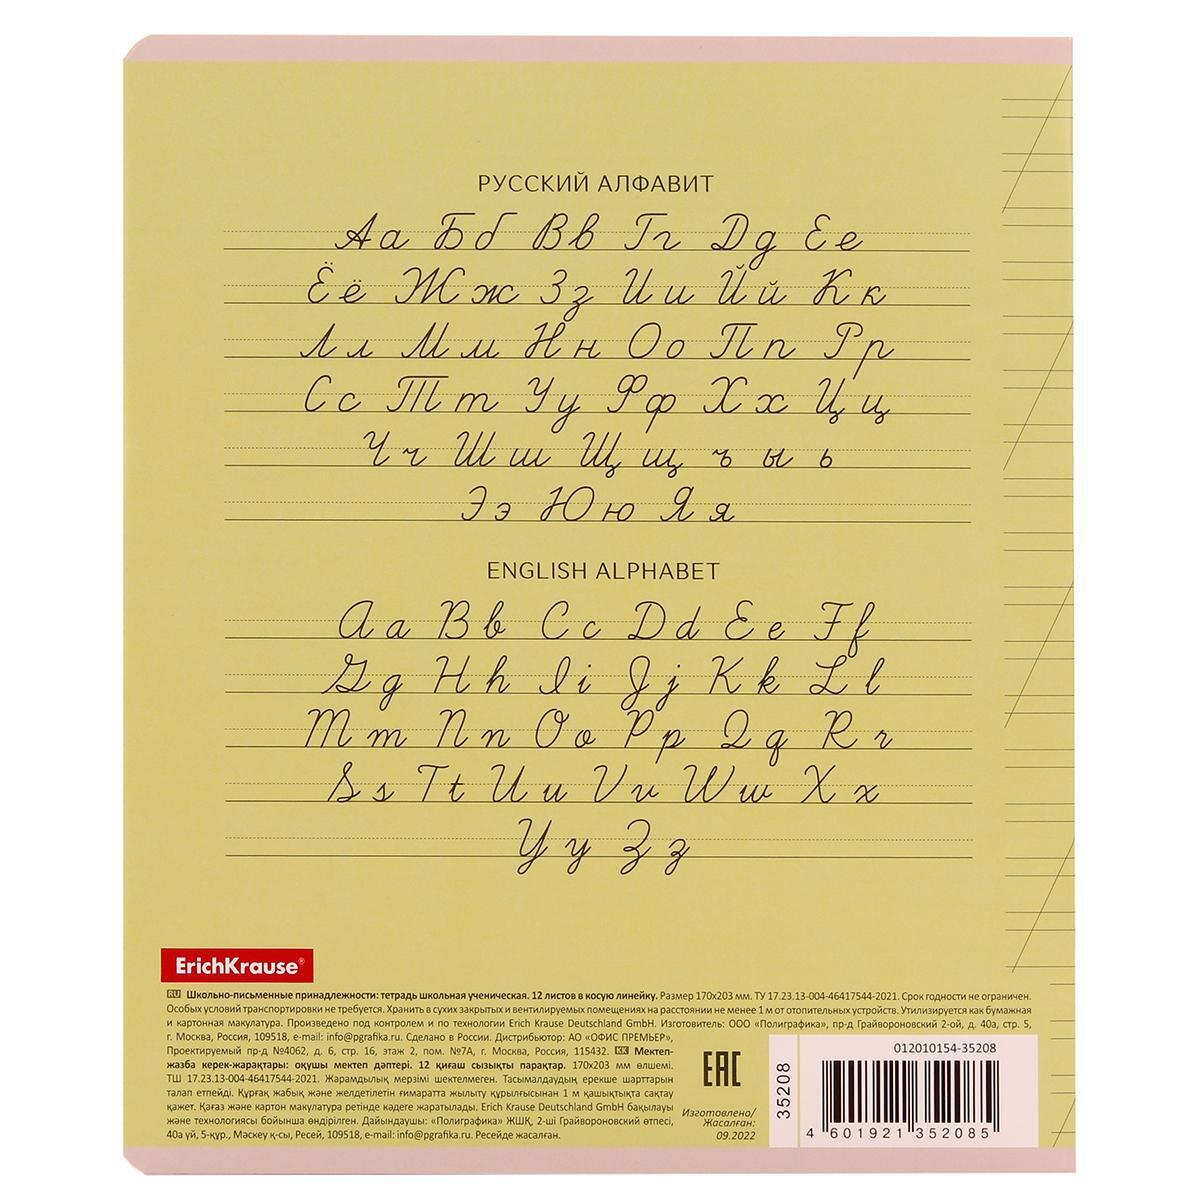 РУССКИЙ АЛФАВИТ
Аа Бб Вв Гг Дд Ее
Ёё Жж Зз Ии Йй Кк
Лл Мм Нн Оо Пп Рр
Сс Тт Уу Фф Хх Цц
Чч Шш Щщ ъ ы ь
Ээ Юю Яя
ENGLISH ALPHABET
Aa Bb Cc Dd Ee Ff
Gg Hh Ii Jj Kk Ll
Mm Nn Oo Pp Qq Rr
Ss Tt Uu Vv Ww Xx
Yy Zz
ErichKrause®
RU Школьно-письменные принадлежности: тетрадь школьная ученическая. 12 листов в косую линейку. Размер 170х203 мм. ТУ 17.23.13-004-46417544-2021. Срок годности не ограничен.
Особых условий транспортировки не требуется. Хранить в сухих закрытых и вентилируемых помещениях на расстоянии не менее 1 м от отопительных устройств. Утилизируется как бумажная
и картонная макулатура. Произведено под контролем и по технологии Erich Krause Deutschland GmbH. Изготовитель: ООО «Полиграфика», пр-д Грайвороновский 2-ой, д. 40а, стр. 5,
г. Москва, Россия, 109518, e-mail: info@pgrafika.ru. Сделано в России. Дистрибьютор: АО «ОФИС ПРЕМЬЕР»,
Проектируемый пр-д №4062, д. 6, стр. 16, этаж 2, пом. №7А, г. Москва, Россия, 115432. KK Мектеп-
жазба керек-жарақтары: оқушы мектеп дәптері. 12 қиғаш сызықты парақтар. 170х203 мм өлшемі.
ТШ 17.23.13-004-46417544-2021. Жарамдылық мерзімі шектелмеген. Тасымалдаудың ерекше шарттарын
талап етпейді. Құрғақ жабық және желдетілетін ғимаратта жылыту құрылғысынан 1 м қашықтықта сақтау
қажет. Қағаз және картон макулатура ретінде кәдеге жаратылады. Erich Krause Deutschland GmbH бақылауы
және технологиясы бойынша өндірілген. Дайындаушы: «Полиграфика» ЖШҚ, 2-ші Грайвороновский өтпесі,
40а үй, 5-құр., Мәскеу қ-сы, Ресей, 109518, e-mail: info@pgrafika.ru. Ресейде жасалған.
EAC
Изготовлено/
Жасалған:
09.2022
35208
012010154-35208
4 601921 352085